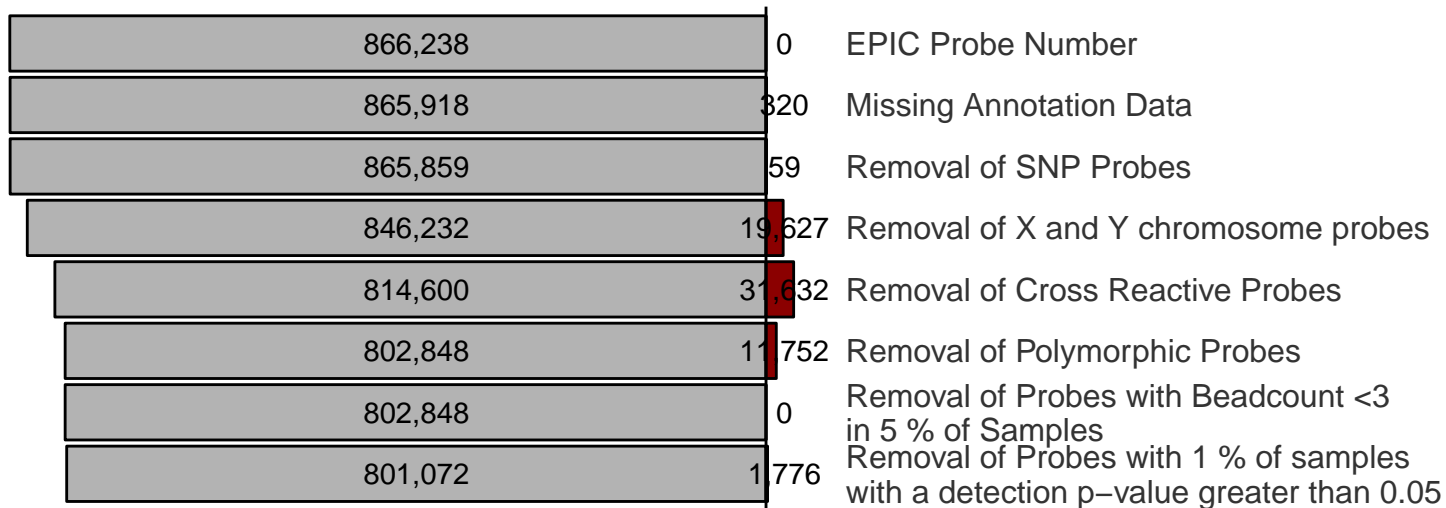 866,238 0 EPIC Probe Number
865,918 320 Missing Annotation Data
865,859 59 Removal of SNP Probes
846,232 19,627 Removal of X and Y chromosome probes
814,600 31,632 Removal of Cross Reactive Probes
802,848 11,752 Removal of Polymorphic Probes
802,848 0 Removal of Probes with Beadcount <3
in 5 % of Samples
801,072 1,776 Removal of Probes with 1 % of samples
with a detection p−value greater than 0.05